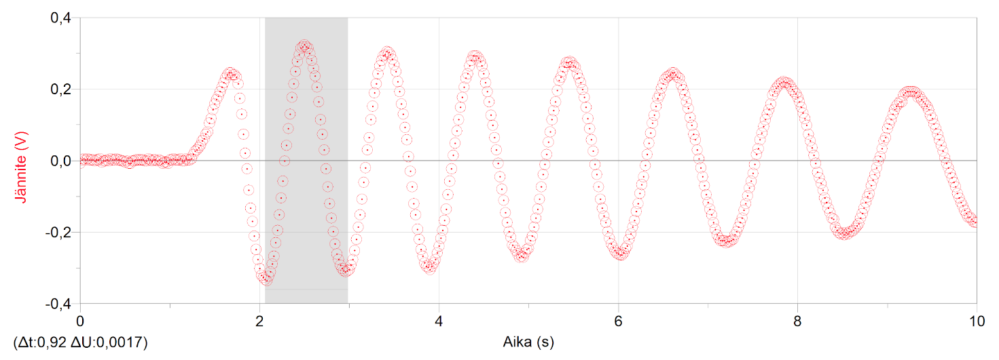 0,4
0,2
0,0
-0,2
-0,4
Jännite (V)
0 2 4 6 8 10
(Δt:0,92 ΔU:0,0017)
Aika (s)